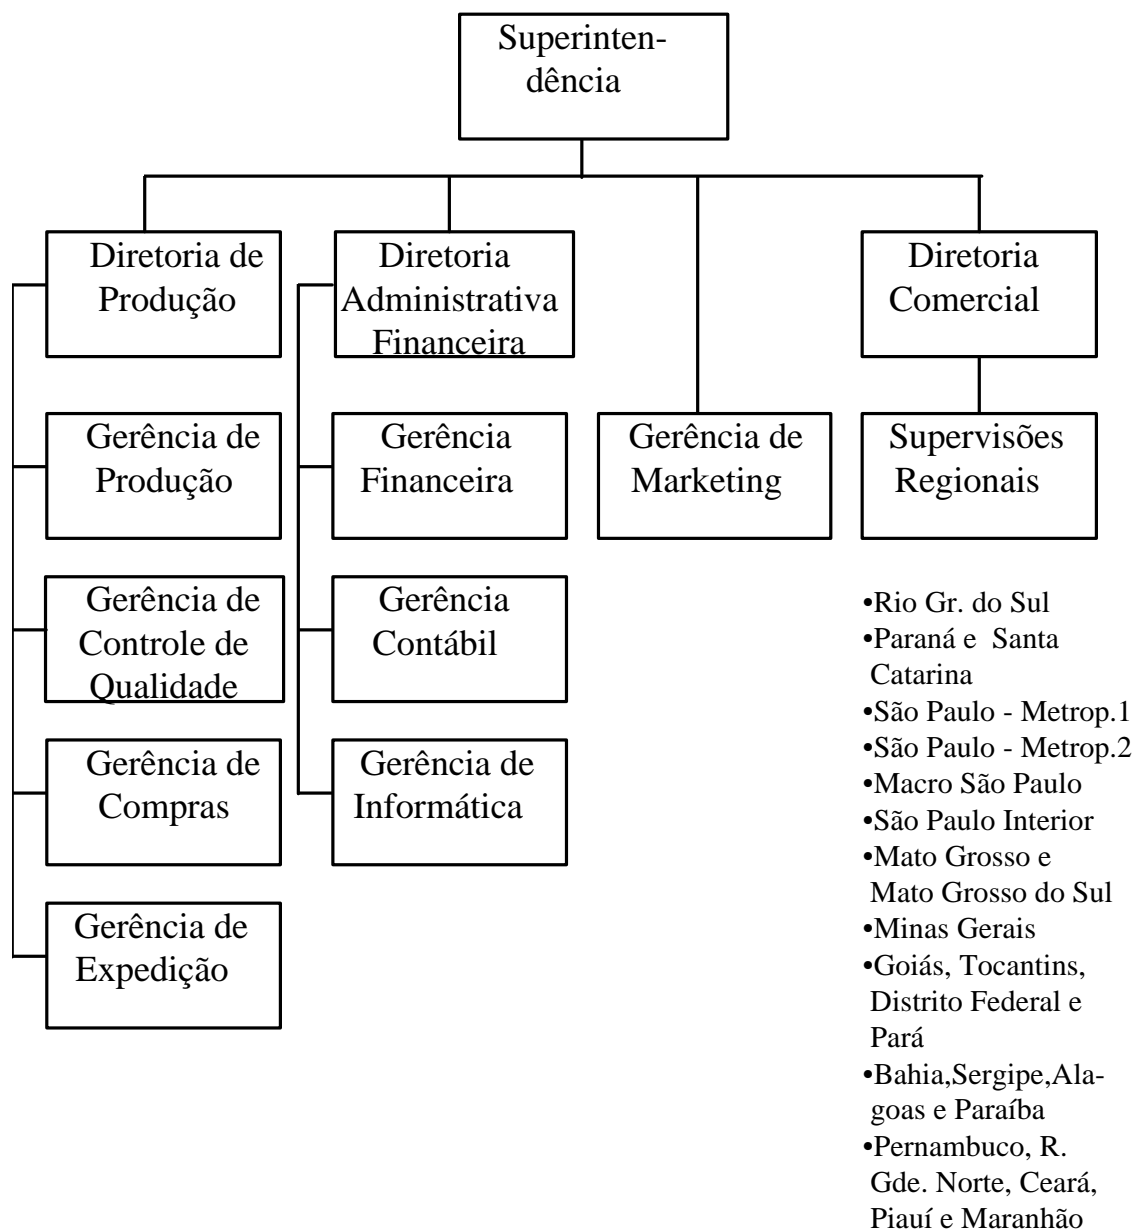 Superinten-
dência
Diretoria de
Produção
Diretoria
Administrativa
Financeira
Diretoria
Comercial
Gerência de
Produção
Gerência
Financeira
Gerência de
Marketing
Supervisões
Regionais
Gerência de
Controle de
Qualidade
Gerência
Contábil
Gerência de
Compras
Gerência de
Informática
Gerência de
Expedição
•Rio Gr. do Sul
•Paraná e  Santa
Catarina
•São Paulo - Metrop.1
•São Paulo - Metrop.2
•Macro São Paulo
•São Paulo Interior
•Mato Grosso e
Mato Grosso do Sul
•Minas Gerais
•Goiás, Tocantins,
Distrito Federal e
Pará
•Bahia,Sergipe,Ala-
goas e Paraíba
•Pernambuco, R.
Gde. Norte, Ceará,
Piauí e Maranhão